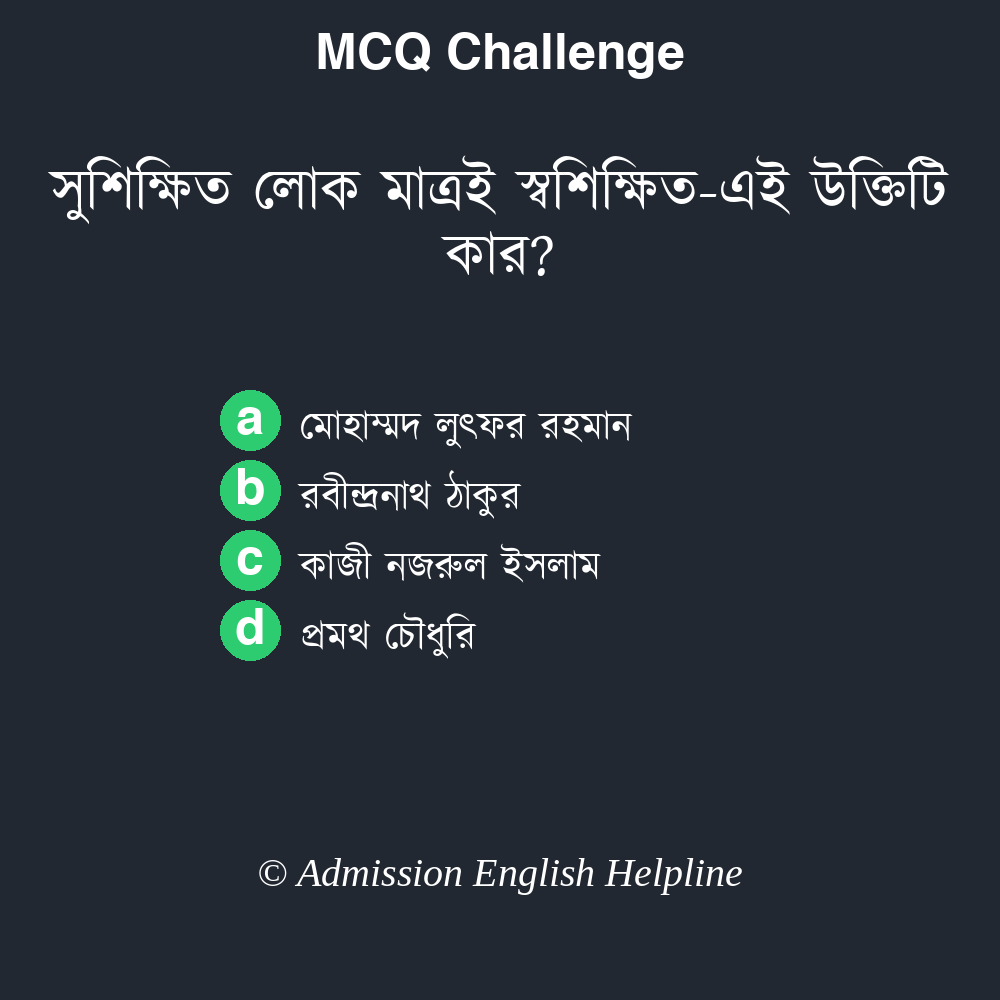 MCQ Challenge
সুশিক্ষিত লোক মাত্রই স্বশিক্ষিত-এই উক্তিটি
কার?
a মোহাম্মদ লুৎফর রহমান
b রবীন্দ্রনাথ ঠাকুর
c কাজী নজরুল ইসলাম
d প্রমথ চৌধুরি
© Admission English Helpline